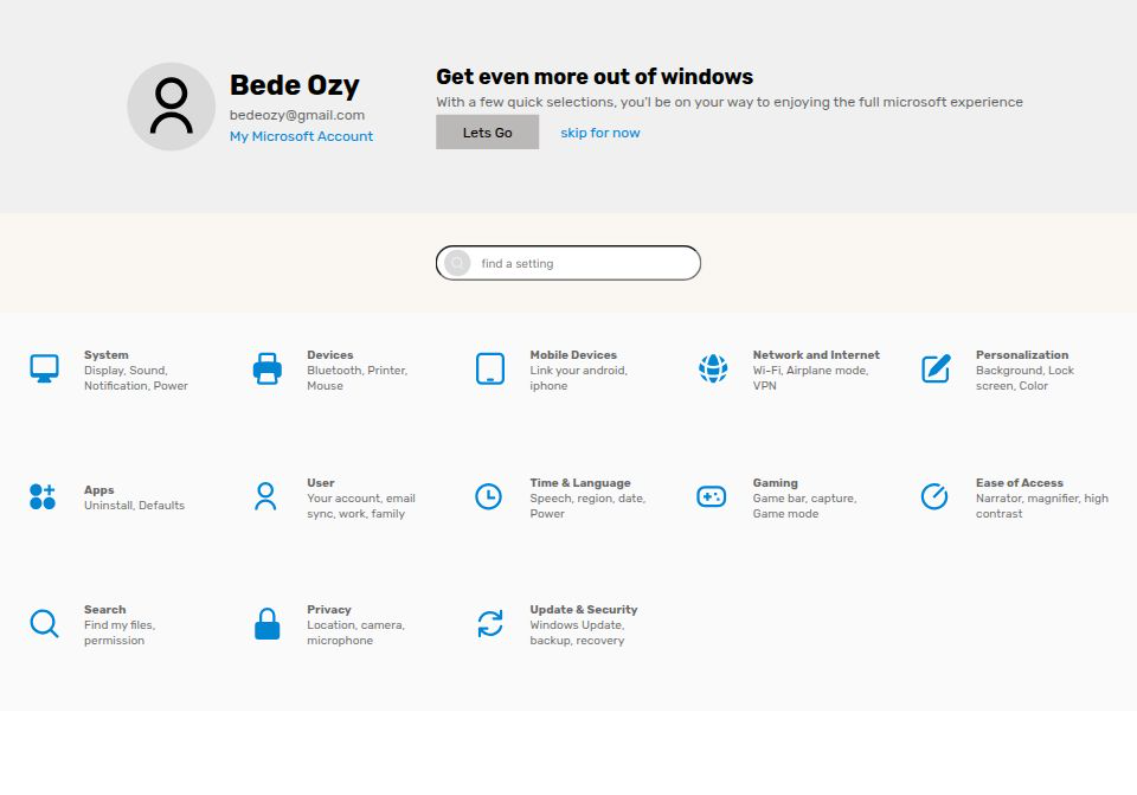 Bede Ozy
bedeozy@gmail.com
My Microsoft Account
Get even more out of windows
With a few quick selections, you'l be on your way to enjoying the full microsoft experience
Lets Go
skip for now
find a setting
System
Display, Sound,
Notification, Power
Devices
Bluetooth, Printer,
Mouse
Mobile Devices
Link your android,
iphone
Network and Internet
Wi-Fi, Airplane mode,
VPN
Personalization
Background, Lock
screen, Color
Apps
Uninstall, Defaults
User
Your account, email
sync, work, family
Time & Language
Speech, region, date,
Power
Gaming
Game bar, capture,
Game mode
Ease of Access
Narrator, magnifier, high
contrast
Search
Find my files,
permission
Privacy
Location, camera,
microphone
Update & Security
Windows Update,
backup, recovery